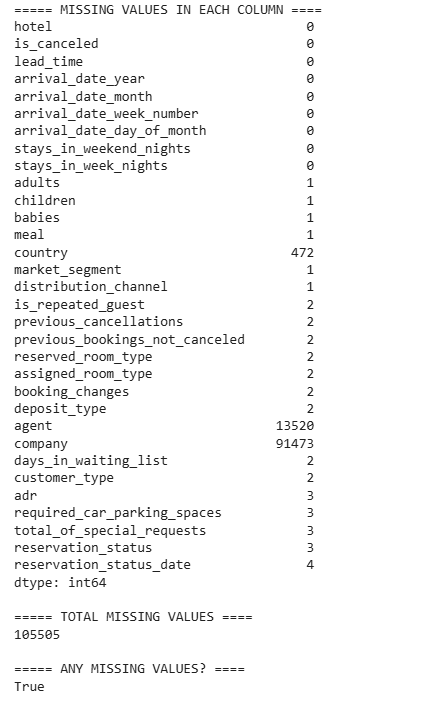 ===== MISSING VALUES IN EACH COLUMN ====
hotel 0
is_canceled 0
lead_time 0
arrival_date_year 0
arrival_date_month 0
arrival_date_week_number 0
arrival_date_day_of_month 0
stays_in_weekend_nights 0
stays_in_week_nights 0
adults 1
children 1
babies 1
meal 1
country 472
market_segment 1
distribution_channel 1
is_repeated_guest 2
previous_cancellations 2
previous_bookings_not_canceled 2
reserved_room_type 2
assigned_room_type 2
booking_changes 2
deposit_type 2
agent 13520
company 91473
days_in_waiting_list 2
customer_type 2
adr 3
required_car_parking_spaces 3
total_of_special_requests 3
reservation_status 3
reservation_status_date 4
dtype: int64
===== TOTAL MISSING VALUES ====
105505
===== ANY MISSING VALUES? ====
True